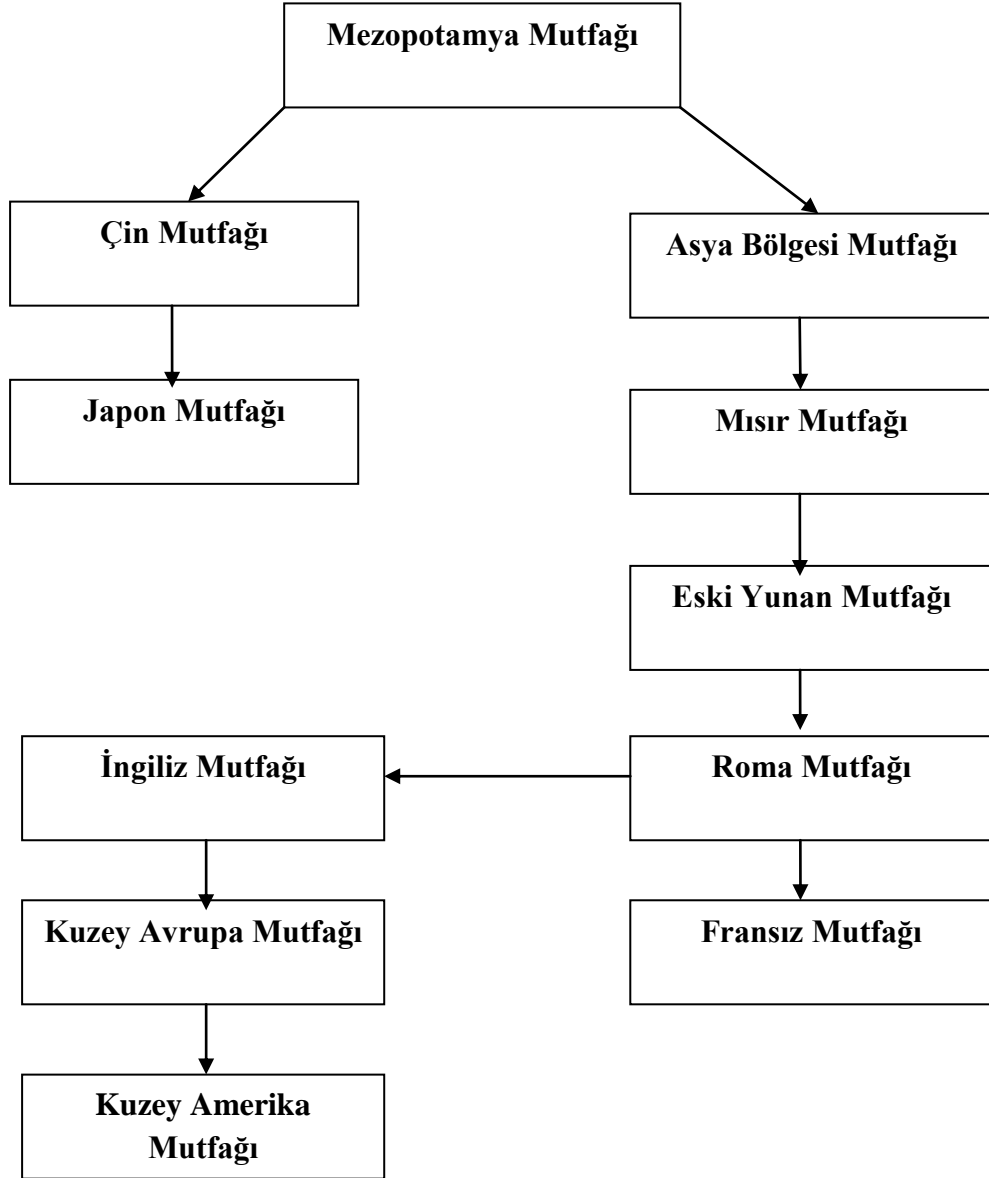 Mezopotamya Mutfağı
Çin Mutfağı
Asya Bölgesi Mutfağı
Japon Mutfağı
Mısır Mutfağı
Eski Yunan Mutfağı
İngiliz Mutfağı
Roma Mutfağı
Kuzey Avrupa Mutfağı
Fransız Mutfağı
Kuzey Amerika
Mutfağı